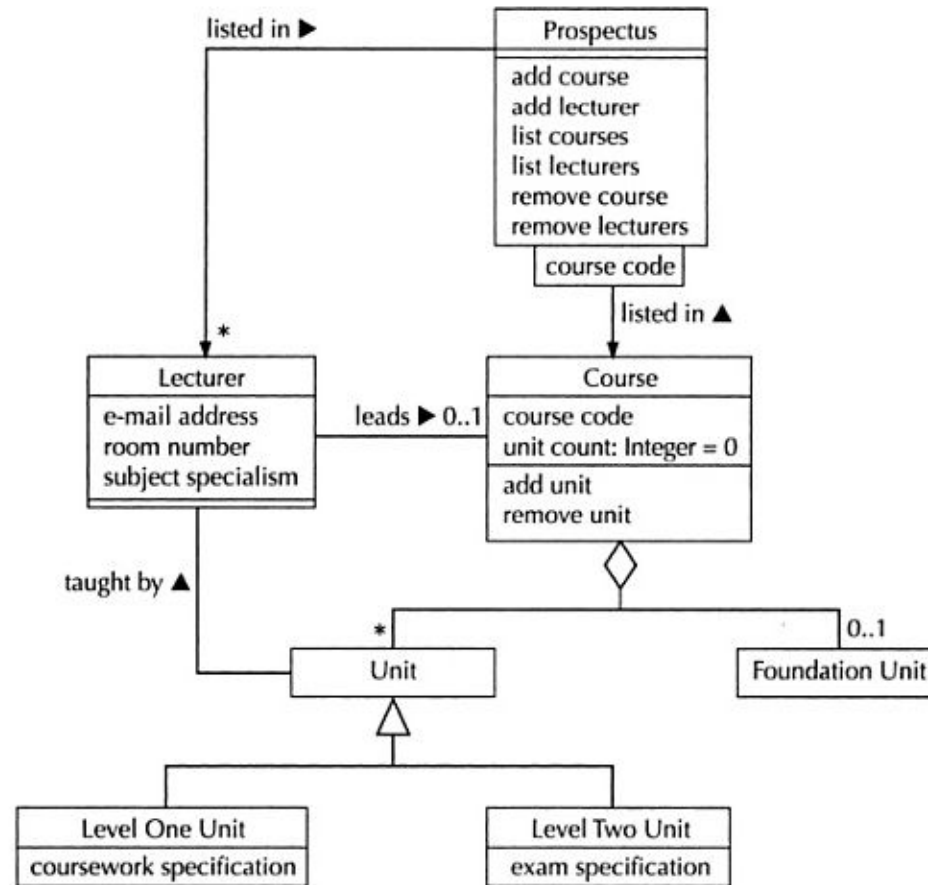 listed in ▶
Prospectus
add course
add lecturer
list courses
list lecturers
remove course
remove lecturers
course code
listed in ▲
*
Lecturer
e-mail address
room number
subject specialism
leads ▶ 0..1
Course
course code
unit count: Integer = 0
add unit
remove unit
taught by ▲
*
0..1
Unit
Foundation Unit
Level One Unit
coursework specification
Level Two Unit
exam specification